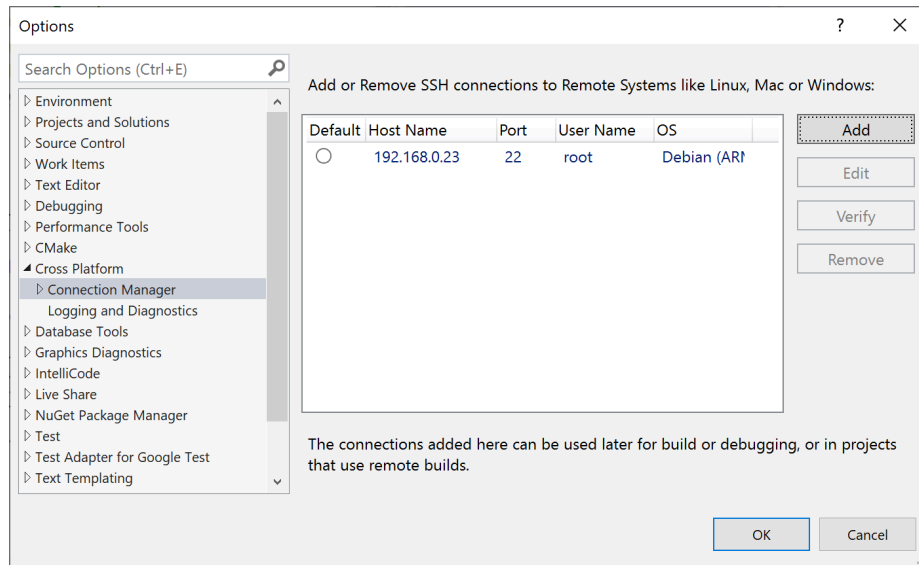 Options
?
Search Options (Ctrl+E)
Environment
Projects and Solutions
Source Control
Work Items
Text Editor
Debugging
Performance Tools
CMake
Cross Platform
Connection Manager
Logging and Diagnostics
Database Tools
Graphics Diagnostics
IntelliCode
Live Share
NuGet Package Manager
Test
Test Adapter for Google Test
Text Templating
Add or Remove SSH connections to Remote Systems like Linux, Mac or Windows:
Default Host Name Port User Name OS
192.168.0.23 22 root Debian
Add
Edit
Verify
Remove
The connections added here can be used later for build or debugging, or in projects
that use remote builds.
OK
Cancel